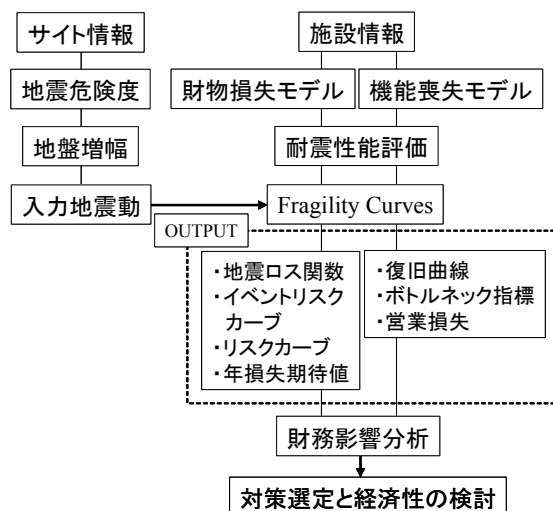 サイト情報
施設情報
地震危険度
財物損失モデル
機能喪失モデル
地盤増幅
耐震性能評価
入力地震動
Fragility Curves
OUTPUT
・地震ロス関数
・イベントリスク
カーブ
・リスクカーブ
・年損失期待値
・復旧曲線
・ボトルネック指標
・営業損失
財務影響分析
対策選定と経済性の検討